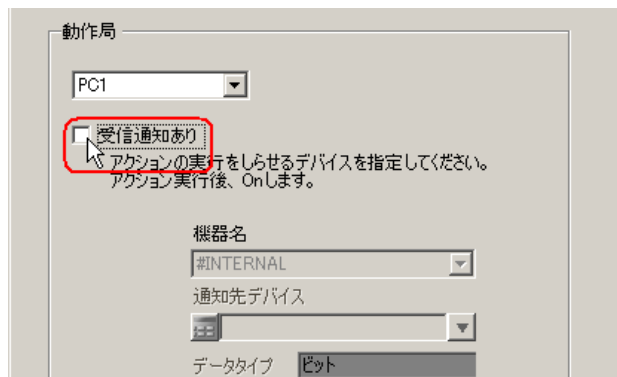 動作局
PC1
受信通知あり
アクションの実行をしらせるデバイスを指定してください。
アクション実行後、Onします。
機器名
#INTERNAL
通知先デバイス
データタイプ ビット